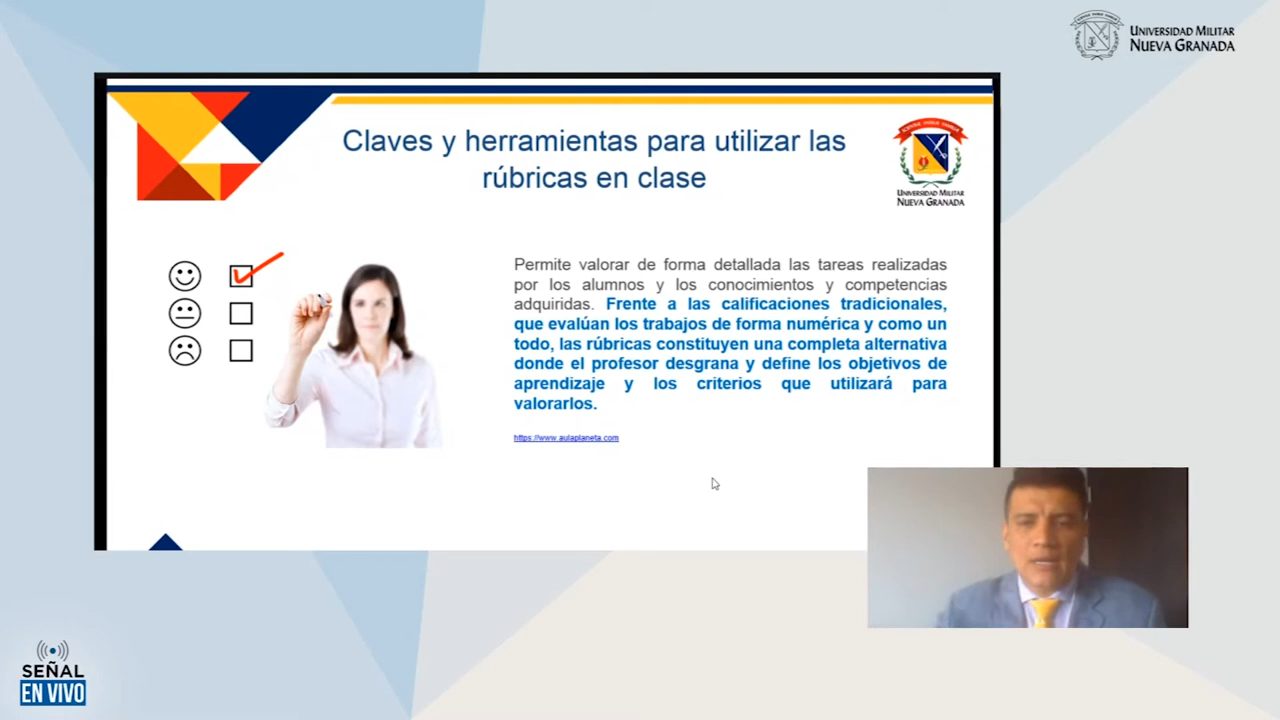 UNIVERSIDAD MILITAR
NUEVA GRANADA
Claves y herramientas para utilizar las
rúbricas en clase
UNIVERSIDAD MILITAR
NUEVA GRANADA
Permite valorar de forma detallada las tareas realizadas
por los alumnos y los conocimientos y competencias
adquiridas. Frente a las calificaciones tradicionales,
que evalúan los trabajos de forma numérica y como un
todo, las rúbricas constituyen una completa alternativa
donde el profesor desgrana y define los objetivos de
aprendizaje y los criterios que utilizará para
valorarlos.
https://www.aulaplaneta.com
SEÑAL
EN VIVO